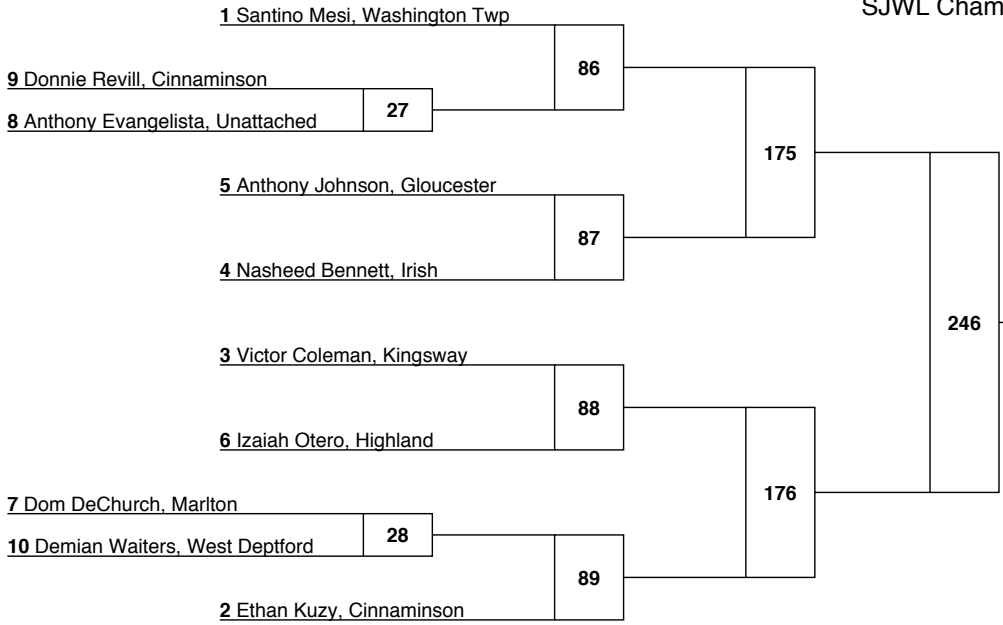 SJWL Cham
1 Santino Mesi, Washington Twp
86
9 Donnie Revill, Cinnaminson
27
8 Anthony Evangelista, Unattached
175
5 Anthony Johnson, Gloucester
87
4 Nasheed Bennett, Irish
246
3 Victor Coleman, Kingsway
88
6 Izaiah Otero, Highland
176
7 Dom DeChurch, Marlton
28
10 Demian Waiters, West Deptford
89
2 Ethan Kuzy, Cinnaminson